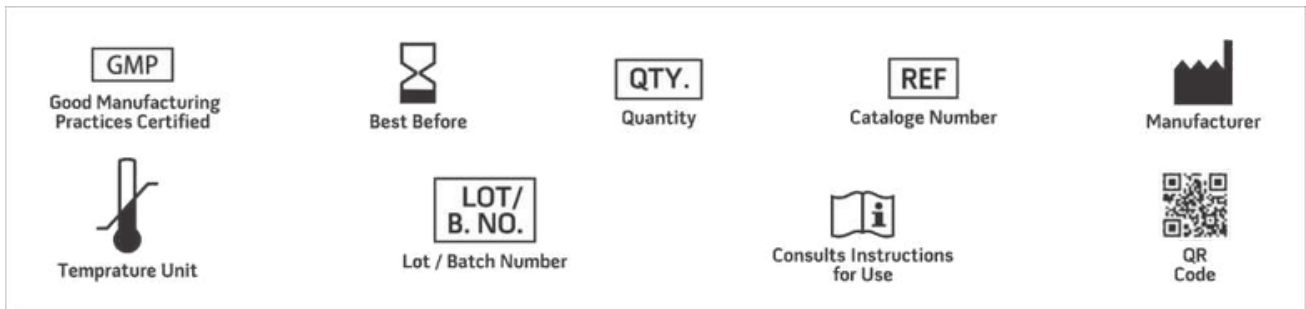 GMP
Good Manufacturing
Practices Certified
Best Before
QTY.
Quantity
REF
Cataloge Number
Manufacturer
Temprature Unit
LOT/
B. NO.
Lot / Batch Number
i
Consults Instructions
for Use
QR
Code